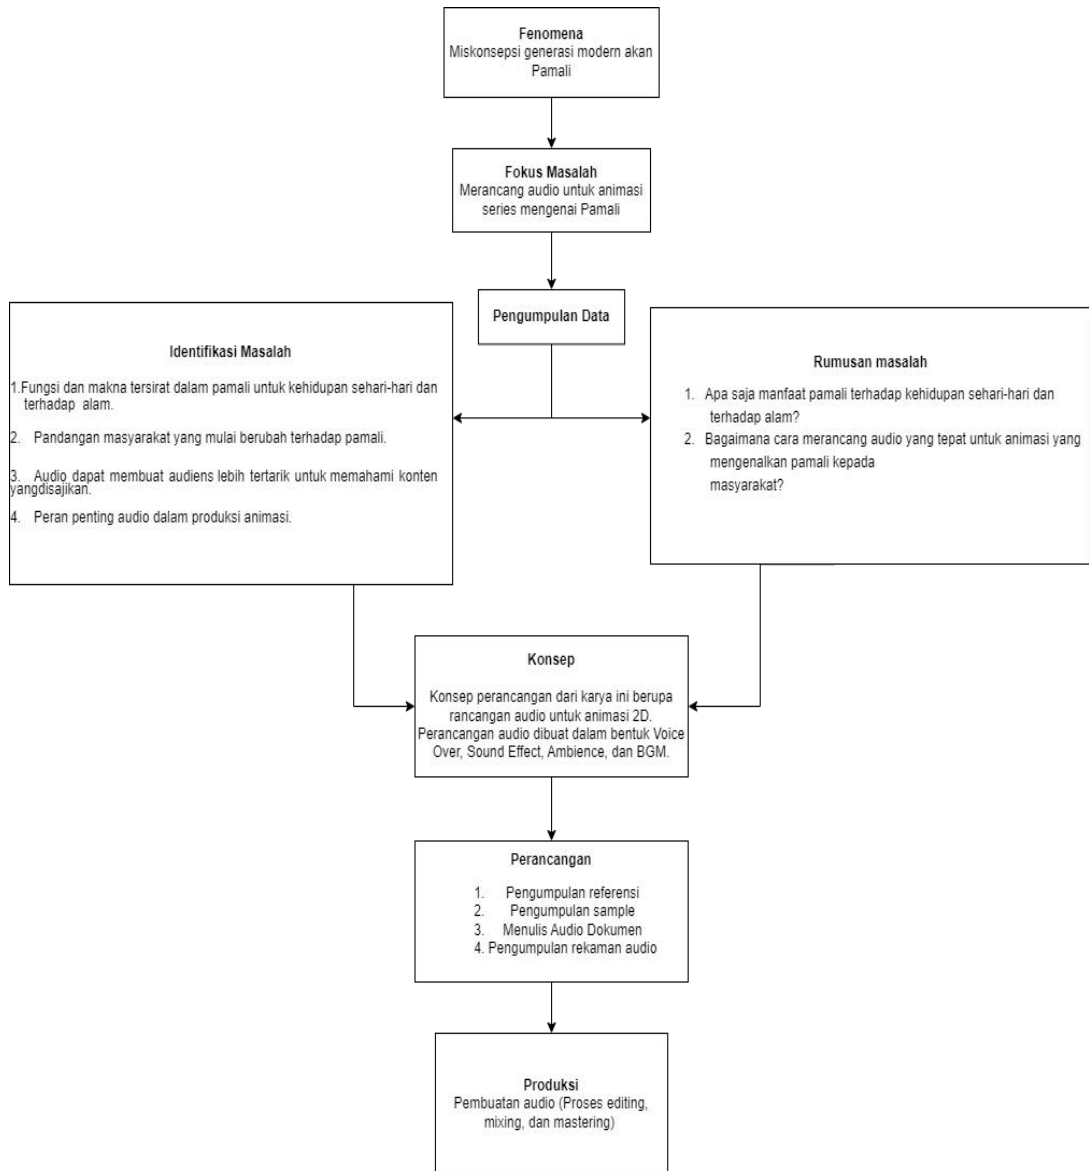 Fenomena
Miskonsepsi generasi modern akan
Pamali
Fokus Masalah
Merancang audio untuk animasi
series mengenai Pamali
Pengumpulan Data
Identifikasi Masalah
1.Fungsi dan makna tersirat dalam pamali untuk kehidupan sehari-hari dan
terhadap alam.
2. Pandangan masyarakat yang mulai berubah terhadap pamali.
3. Audio dapat membuat audiens lebih tertarik untuk memahami konten
yangdisajikan.
4. Peran penting audio dalam produksi animasi.
Rumusan masalah
1. Apa saja manfaat pamali terhadap kehidupan sehari-hari dan
terhadap alam?
2. Bagaimana cara merancang audio yang tepat untuk animasi yang
mengenalkan pamali kepada
masyarakat?
Konsep
Konsep perancangan dari karya ini berupa
rancangan audio untuk animasi 2D.
Perancangan audio dibuat dalam bentuk Voice
Over, Sound Effect, Ambience, dan BGM.
Perancangan
1. Pengumpulan referensi
2. Pengumpulan sample
3. Menulis Audio Dokumen
4. Pengumpulan rekaman audio
Produksi
Pembuatan audio (Proses editing,
mixing, dan mastering)